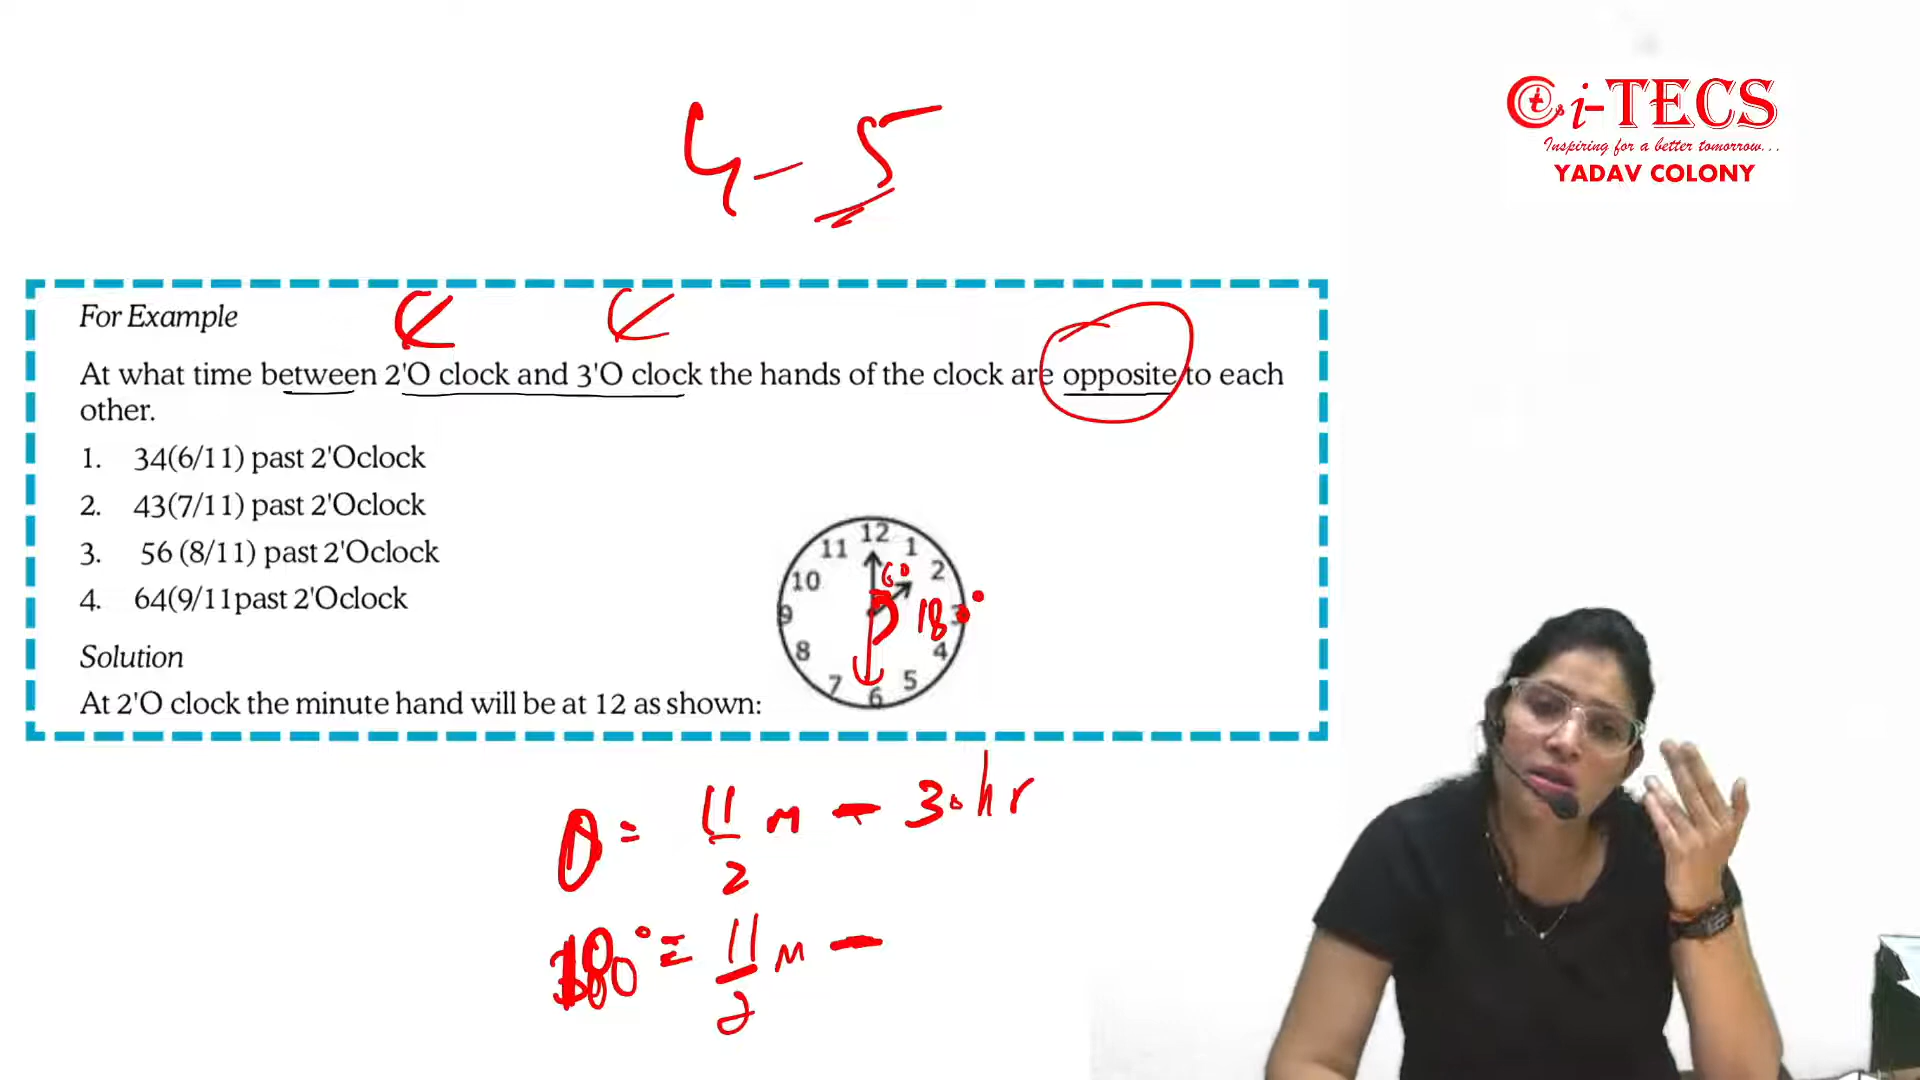 4 - 5
i-TECS
Inspiring for a better tomorrow...
YADAV COLONY
For Example
At what time between 2'O clock and 3'O clock the hands of the clock are opposite to each
other.
1. 34(6/11) past 2'Oclock
2. 43(7/11) past 2'Oclock
3. 56 (8/11) past 2'Oclock
4. 64(9/11past 2'Oclock
12
11 1
10 60 2
9 180° 3
8 4
7 5
6
Solution
At 2'O clock the minute hand will be at 12 as shown:
θ = 11/2 m - 30 hr
180° = 11/2 m -